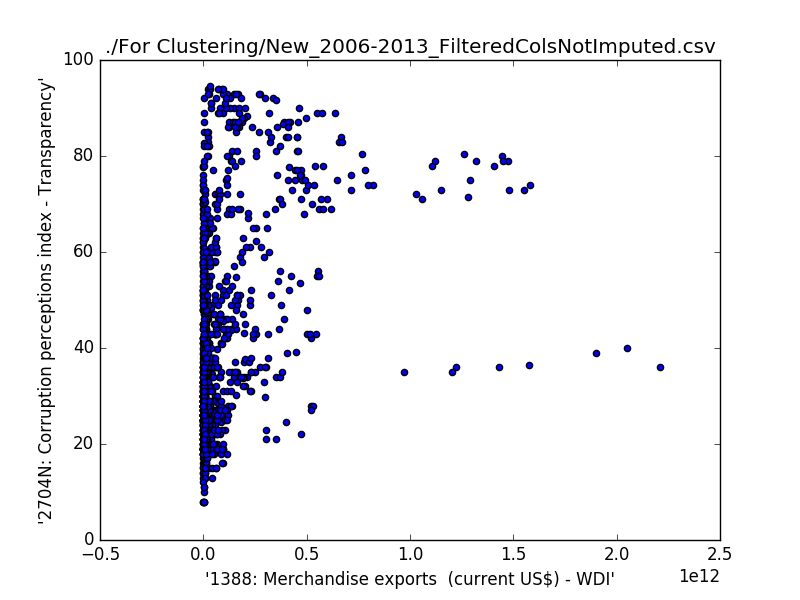 ./For Clustering/New_2006-2013_FilteredColsNotImputed.csv
100
80
60
40
20
0
'2704N: Corruption perceptions index - Transparency'
−0.5 0.0 0.5 1.0 1.5 2.0 2.5
1e12
'1388: Merchandise exports  (current US$) - WDI'